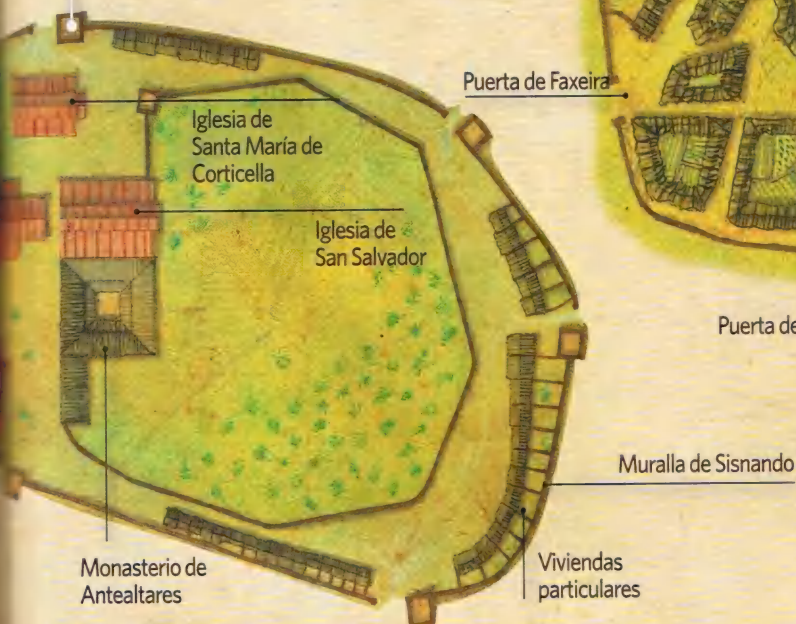 Puerta de Faxeira
Iglesia de
Santa María de
Corticella
Iglesia de
San Salvador
Puerta de
Muralla de Sisnando
Monasterio de
Antealtares
Viviendas
particulares